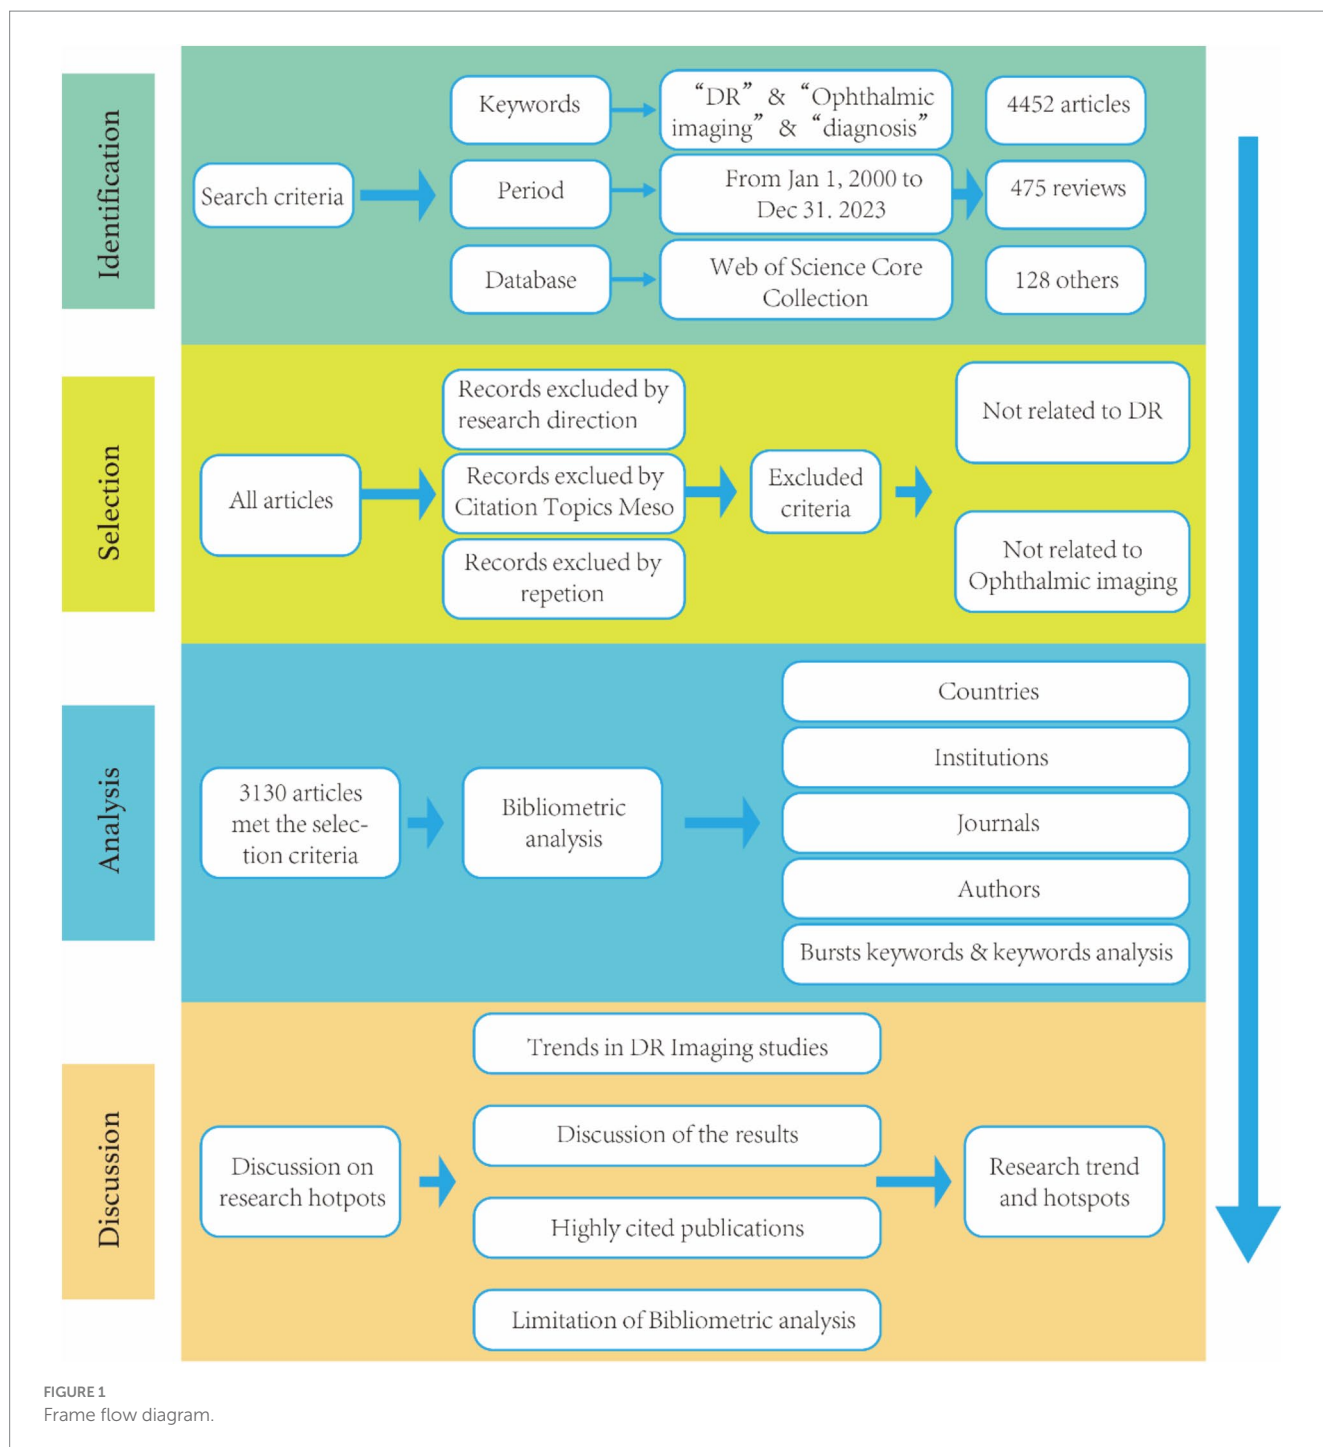 Identification
Search criteria
Keywords
“DR” & “Ophthalmic
imaging” & “diagnosis”
4452 articles
Period
From Jan 1, 2000 to
Dec 31. 2023
475 reviews
Database
Web of Science Core
Collection
128 others
Selection
All articles
Records excluded by
research direction
Records exclued by
Citation Topics Meso
Records exclued by
repetion
Excluded
criteria
Not related to DR
Not related to
Ophthalmic imaging
Analysis
3130 articles
met the selec-
tion criteria
Bibliometric
analysis
Countries
Institutions
Journals
Authors
Bursts keywords & keywords analysis
Discussion
Discussion on
research hotpots
Trends in DR Imaging studies
Discussion of the results
Highly cited publications
Limitation of Bibliometric analysis
Research trend
and hotspots
FIGURE 1
Frame flow diagram.